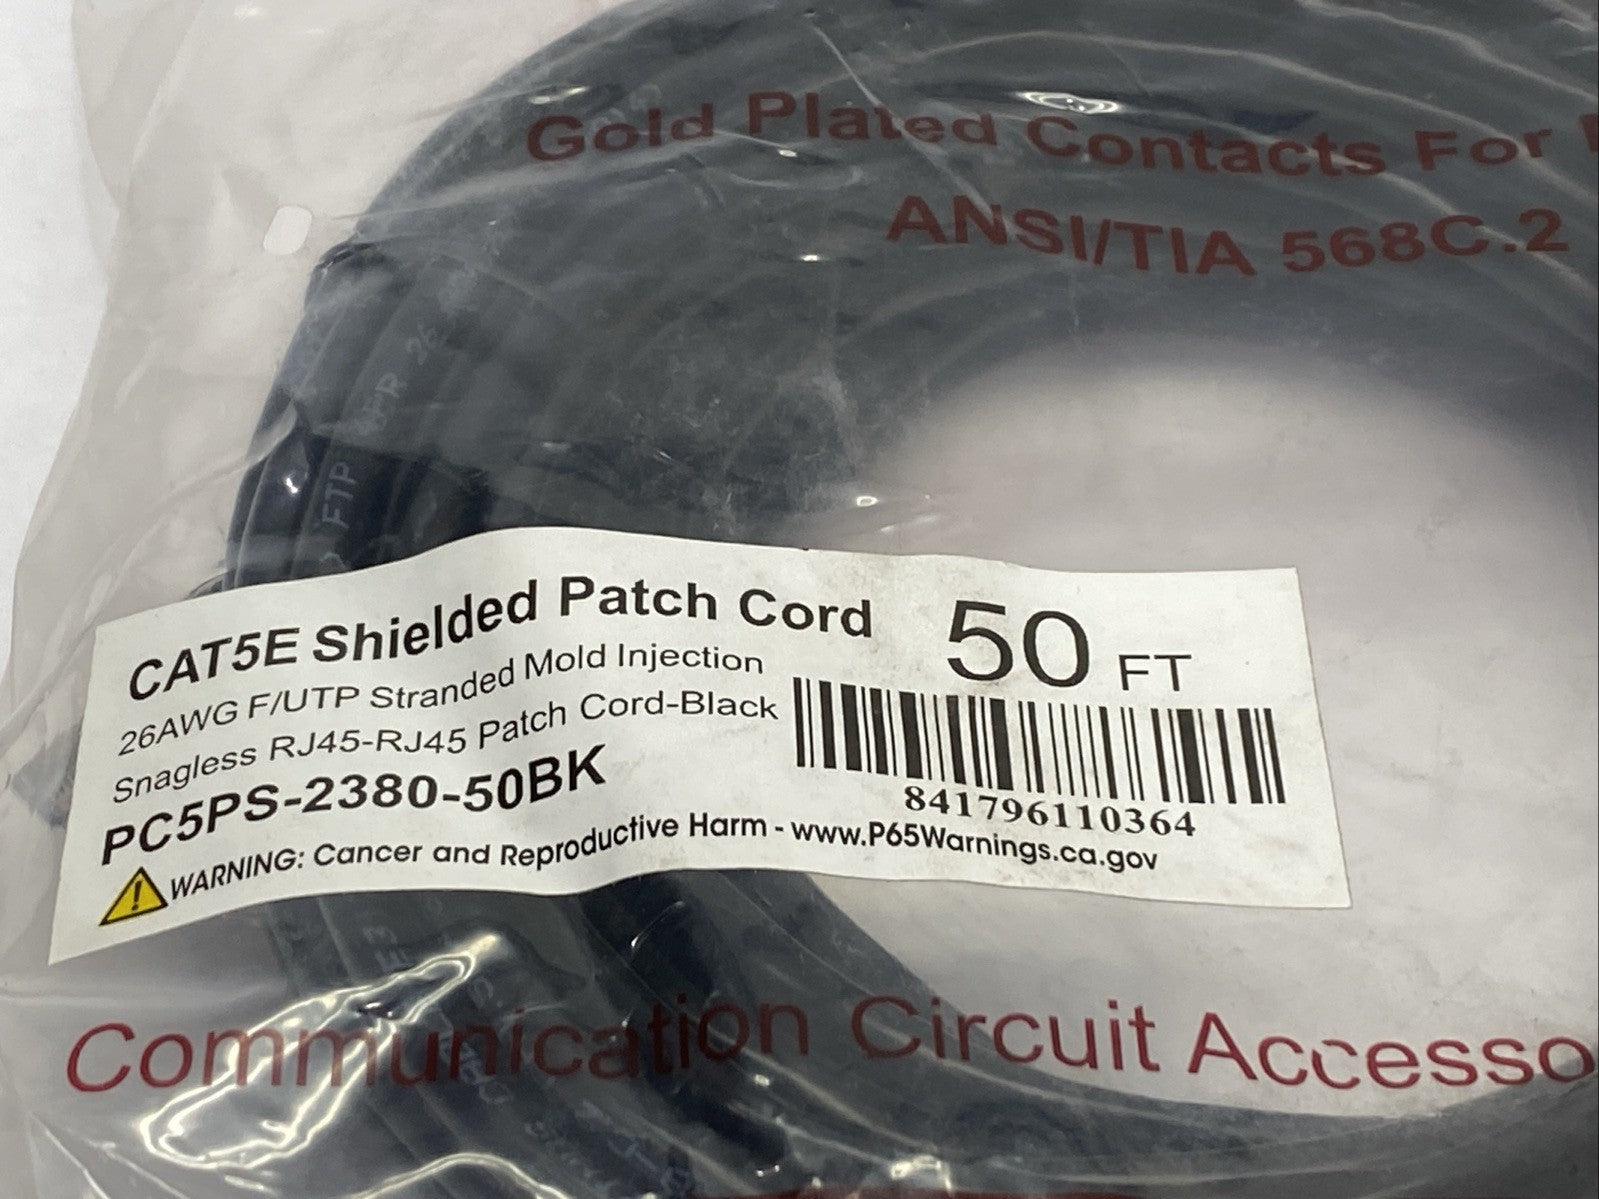 Gold Plated Contacts For
ANSI/TIA 568C.2
FTP
26
CAT5E Shielded Patch Cord
50 FT
26AWG F/UTP Stranded Mold Injection
Snagless RJ45-RJ45 Patch Cord-Black
PC5PS-2380-50BK
841796110364
WARNING: Cancer and Reproductive Harm - www.P65Warnings.ca.gov
Communication Circuit Accesso